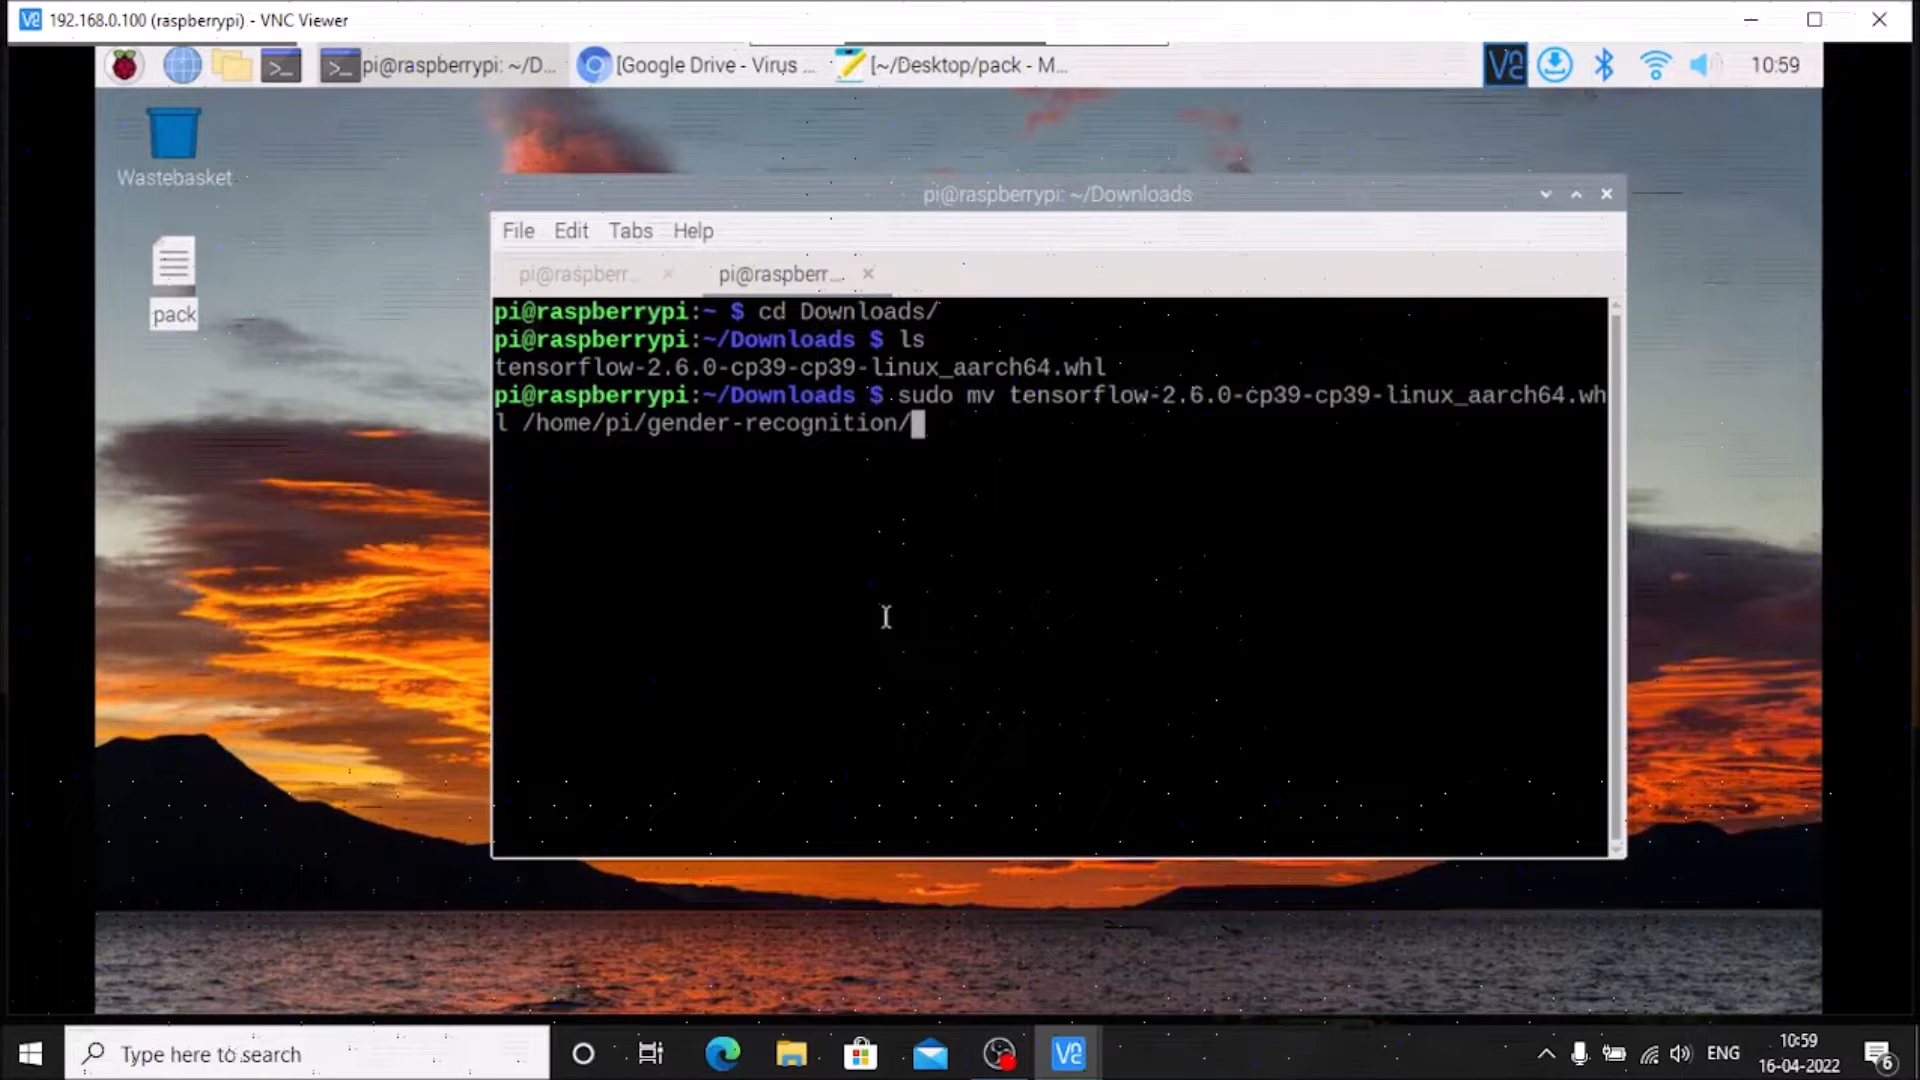 192.168.0.100 (raspberrypi) - VNC Viewer
pi@raspberrypi: ~/D...
[Google Drive - Virus ...
[~/Desktop/pack - M...
10:59
Wastebasket
pack
pi@raspberrypi: ~/Downloads
File Edit Tabs Help
pi@raspberr...
pi@raspberr...
pi@raspberrypi:~ $ cd Downloads/
pi@raspberrypi:~/Downloads $ ls
tensorflow-2.6.0-cp39-cp39-linux_aarch64.whl
pi@raspberrypi:~/Downloads $ sudo mv tensorflow-2.6.0-cp39-cp39-linux_aarch64.wh
l /home/pi/gender-recognition/
Type here to search
ENG
10:59
16-04-2022
6